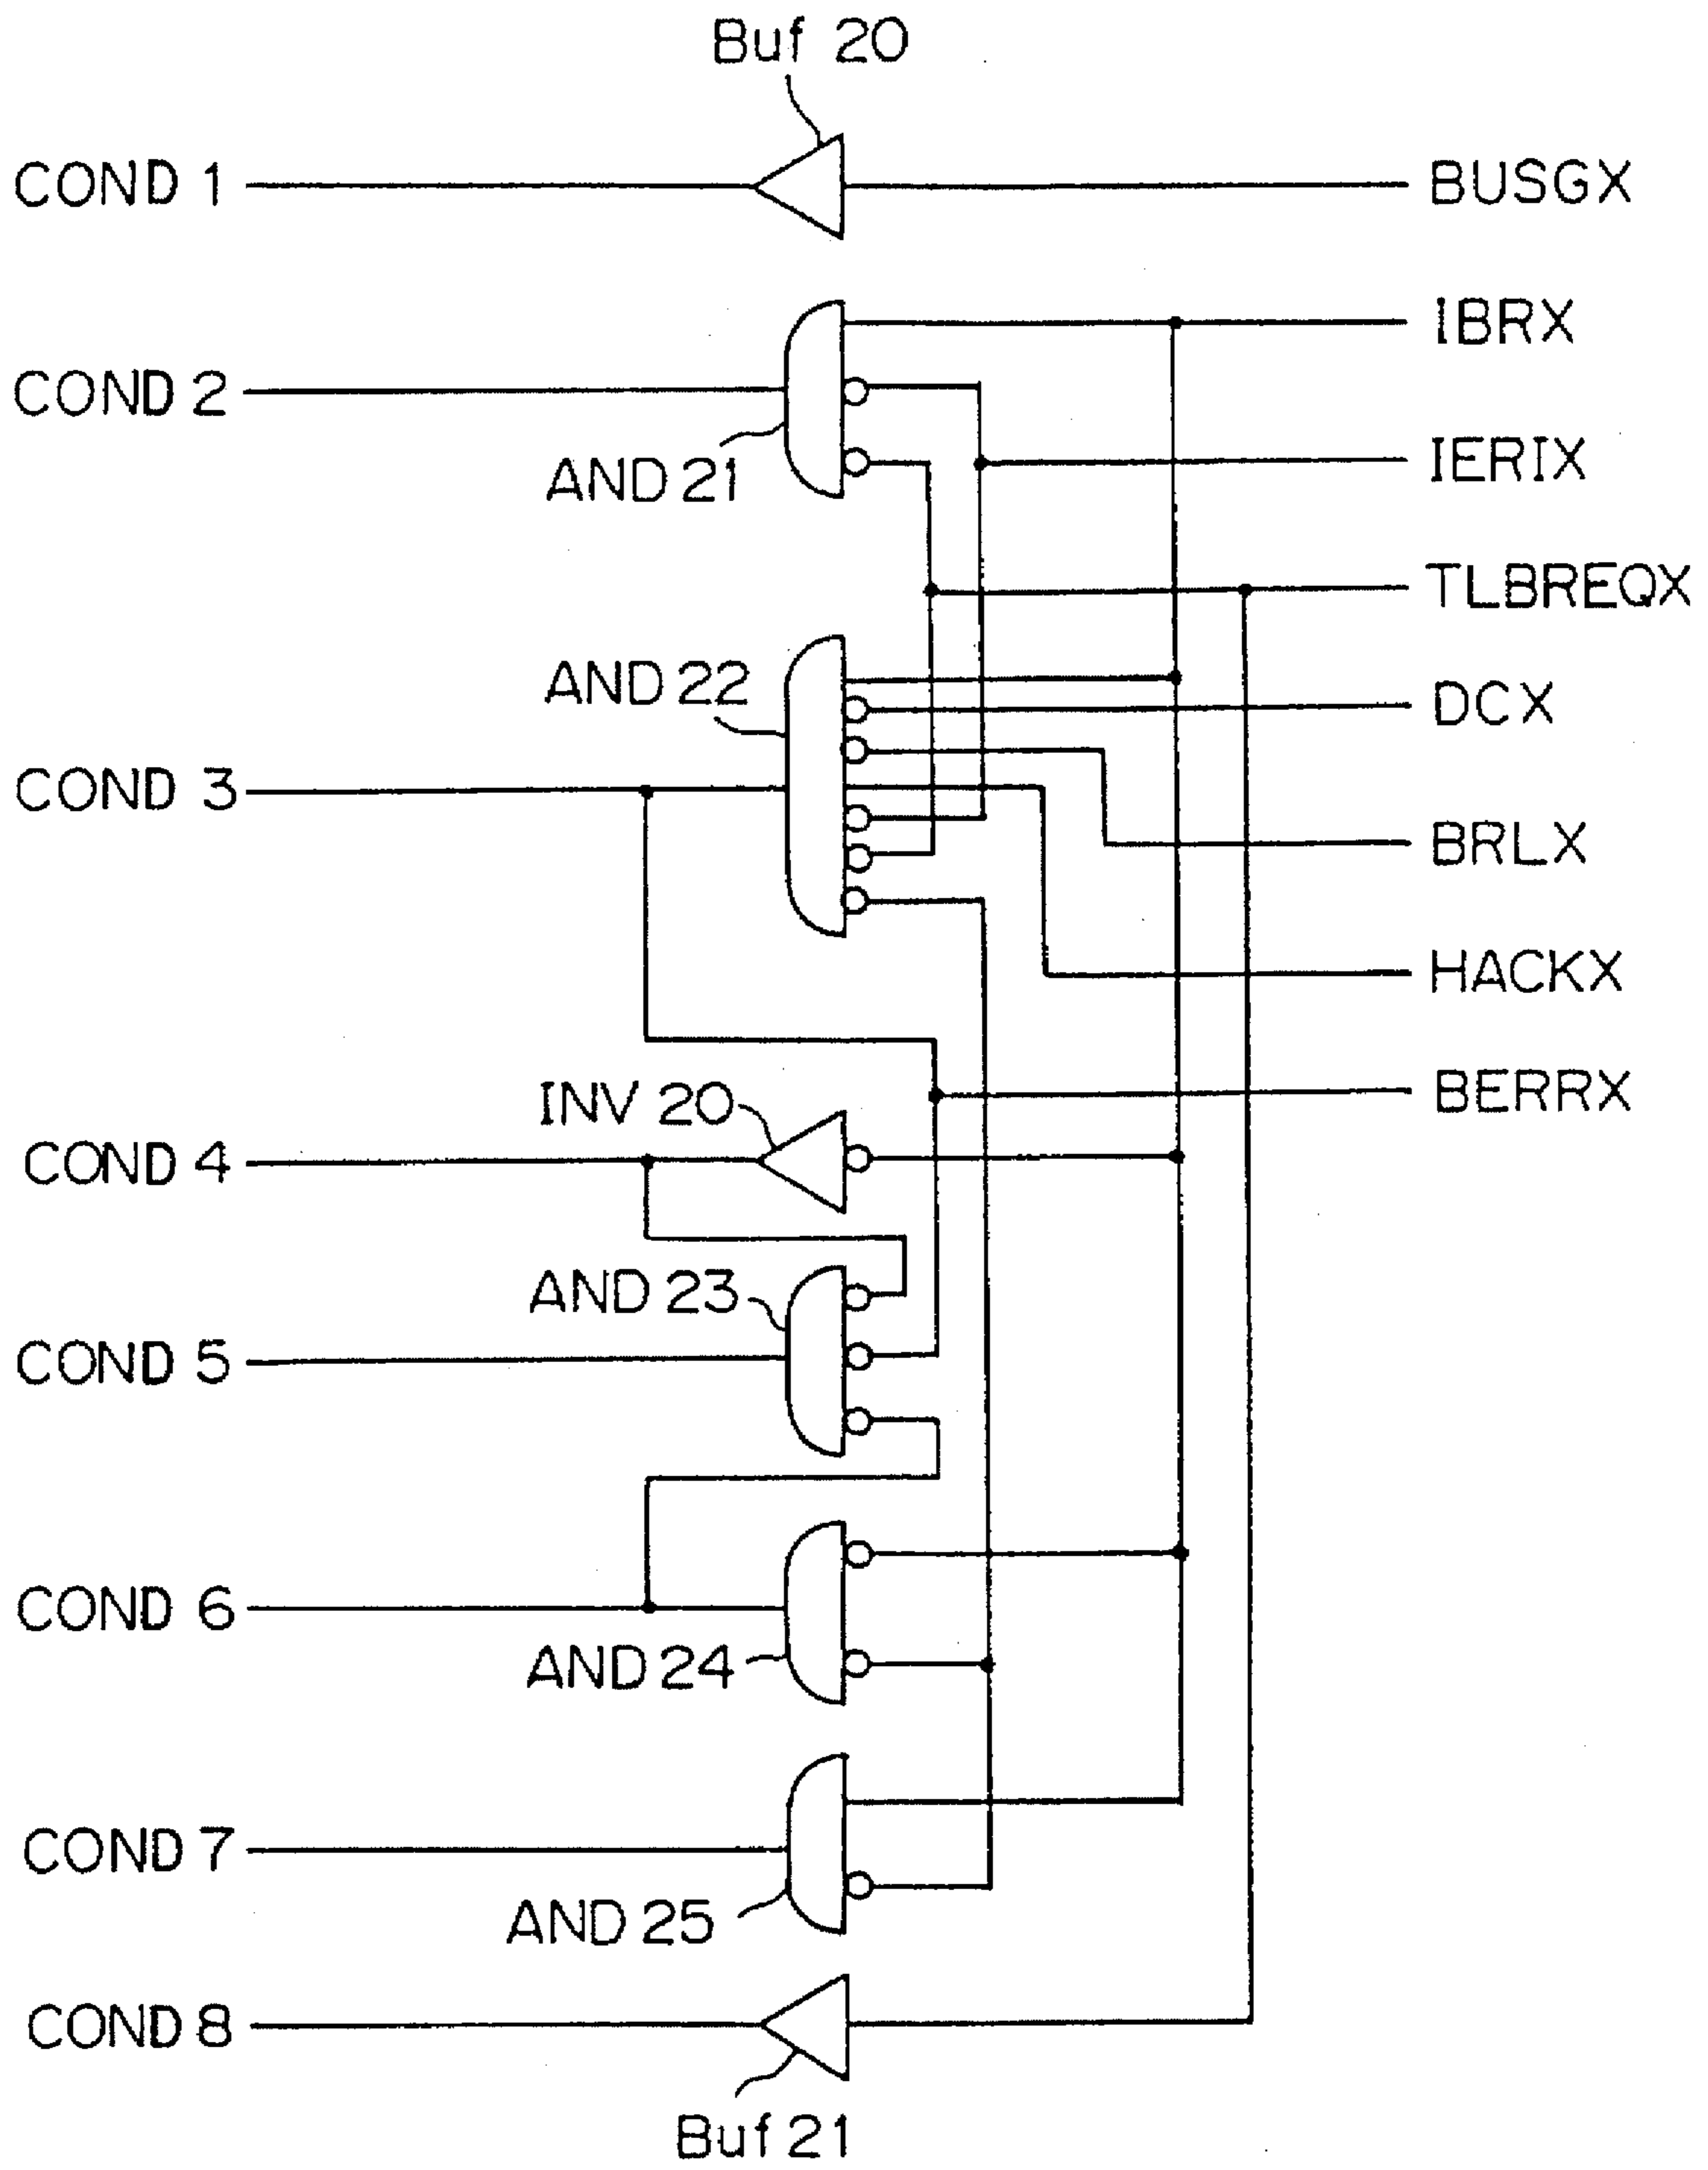 Buf 20
COND 1
BUSGX
IBRX
COND 2
AND 21
IERIX
TLBREQX
AND 22
DCX
COND 3
BRLX
HACKX
BERRX
INV 20
COND 4
AND 23
COND 5
COND 6
AND 24
COND 7
AND 25
COND 8
Buf 21